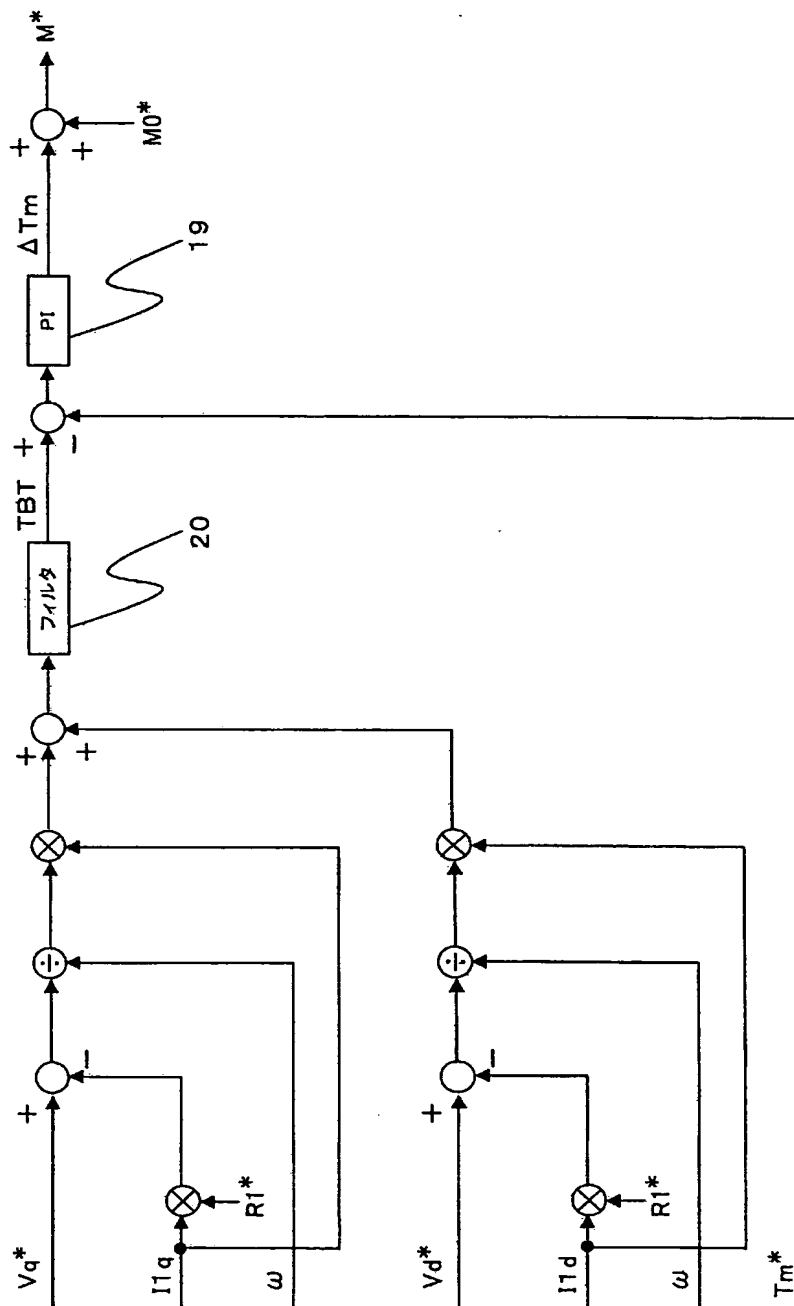 Vq*
+
−
÷
×
+
+
フィルタ
20
TBT
+
−
PI
19
ΔTm
+
+
M*
M0*
I1q
×
R1*
ω
Vd*
+
−
÷
×
I1d
×
R1*
ω
Tm*